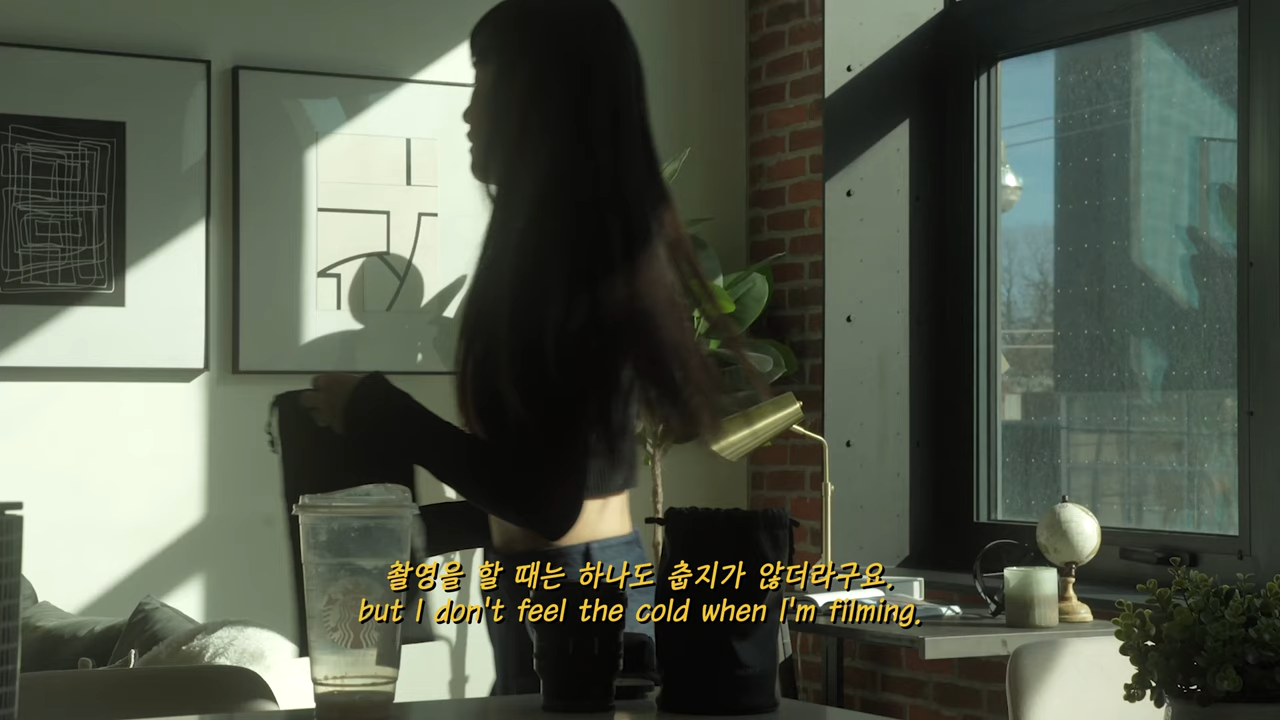 촬영을 할 때는 하나도 춥지가 않더라구요.
but I don't feel the cold when I'm filming.